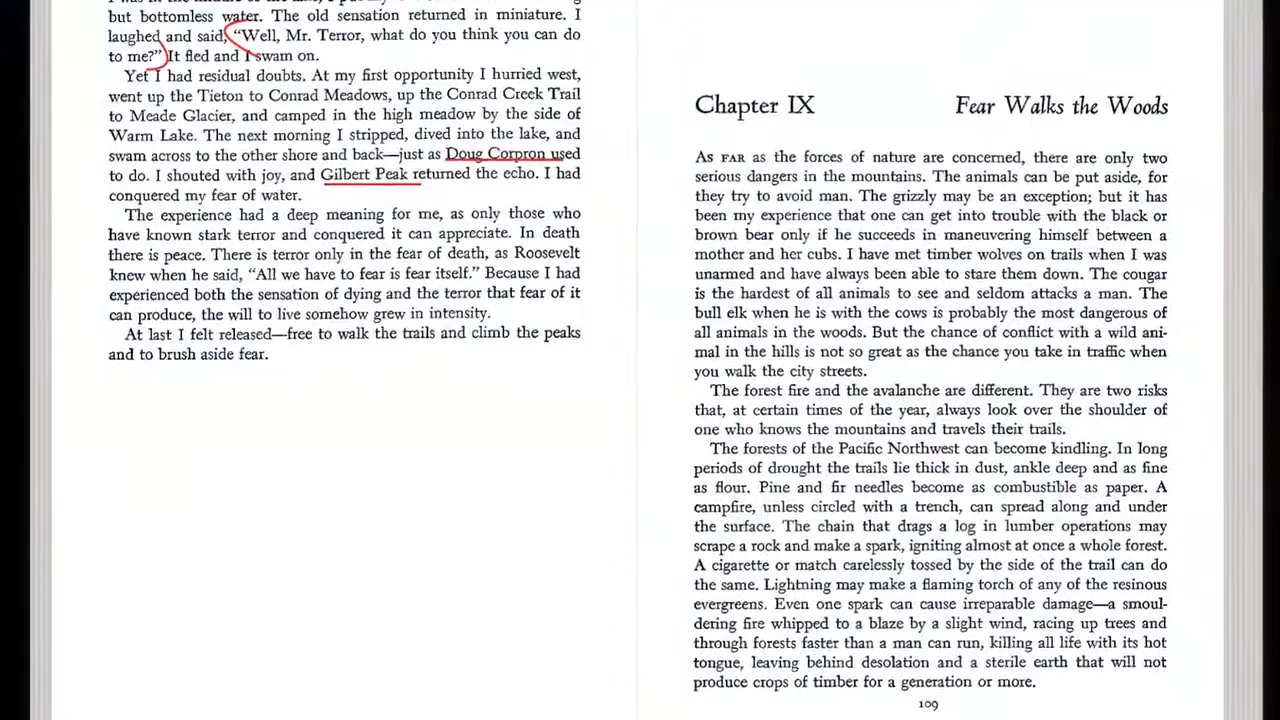 but bottomless water. The old sensation returned in miniature. I
laughed and said, “Well, Mr. Terror, what do you think you can do
to me?” It fled and I swam on.
Yet I had residual doubts. At my first opportunity I hurried west,
went up the Tieton to Conrad Meadows, up the Conrad Creek Trail
to Meade Glacier, and camped in the high meadow by the side of
Warm Lake. The next morning I stripped, dived into the lake, and
swam across to the other shore and back—just as Doug Corpron used
to do. I shouted with joy, and Gilbert Peak returned the echo. I had
conquered my fear of water.
The experience had a deep meaning for me, as only those who
have known stark terror and conquered it can appreciate. In death
there is peace. There is terror only in the fear of death, as Roosevelt
knew when he said, “All we have to fear is fear itself.” Because I had
experienced both the sensation of dying and the terror that fear of it
can produce, the will to live somehow grew in intensity.
At last I felt released—free to walk the trails and climb the peaks
and to brush aside fear.
Chapter IX Fear Walks the Woods
As far as the forces of nature are concerned, there are only two
serious dangers in the mountains. The animals can be put aside, for
they try to avoid man. The grizzly may be an exception; but it has
been my experience that one can get into trouble with the black or
brown bear only if he succeeds in maneuvering himself between a
mother and her cubs. I have met timber wolves on trails when I was
unarmed and have always been able to stare them down. The cougar
is the hardest of all animals to see and seldom attacks a man. The
bull elk when he is with the cows is probably the most dangerous of
all animals in the woods. But the chance of conflict with a wild ani-
mal in the hills is not so great as the chance you take in traffic when
you walk the city streets.
The forest fire and the avalanche are different. They are two risks
that, at certain times of the year, always look over the shoulder of
one who knows the mountains and travels their trails.
The forests of the Pacific Northwest can become kindling. In long
periods of drought the trails lie thick in dust, ankle deep and as fine
as flour. Pine and fir needles become as combustible as paper. A
campfire, unless circled with a trench, can spread along and under
the surface. The chain that drags a log in lumber operations may
scrape a rock and make a spark, igniting almost at once a whole forest.
A cigarette or match carelessly tossed by the side of the trail can do
the same. Lightning may make a flaming torch of any of the resinous
evergreens. Even one spark can cause irreparable damage—a smoul-
dering fire whipped to a blaze by a slight wind, racing up trees and
through forests faster than a man can run, killing all life with its hot
tongue, leaving behind desolation and a sterile earth that will not
produce crops of timber for a generation or more.
109